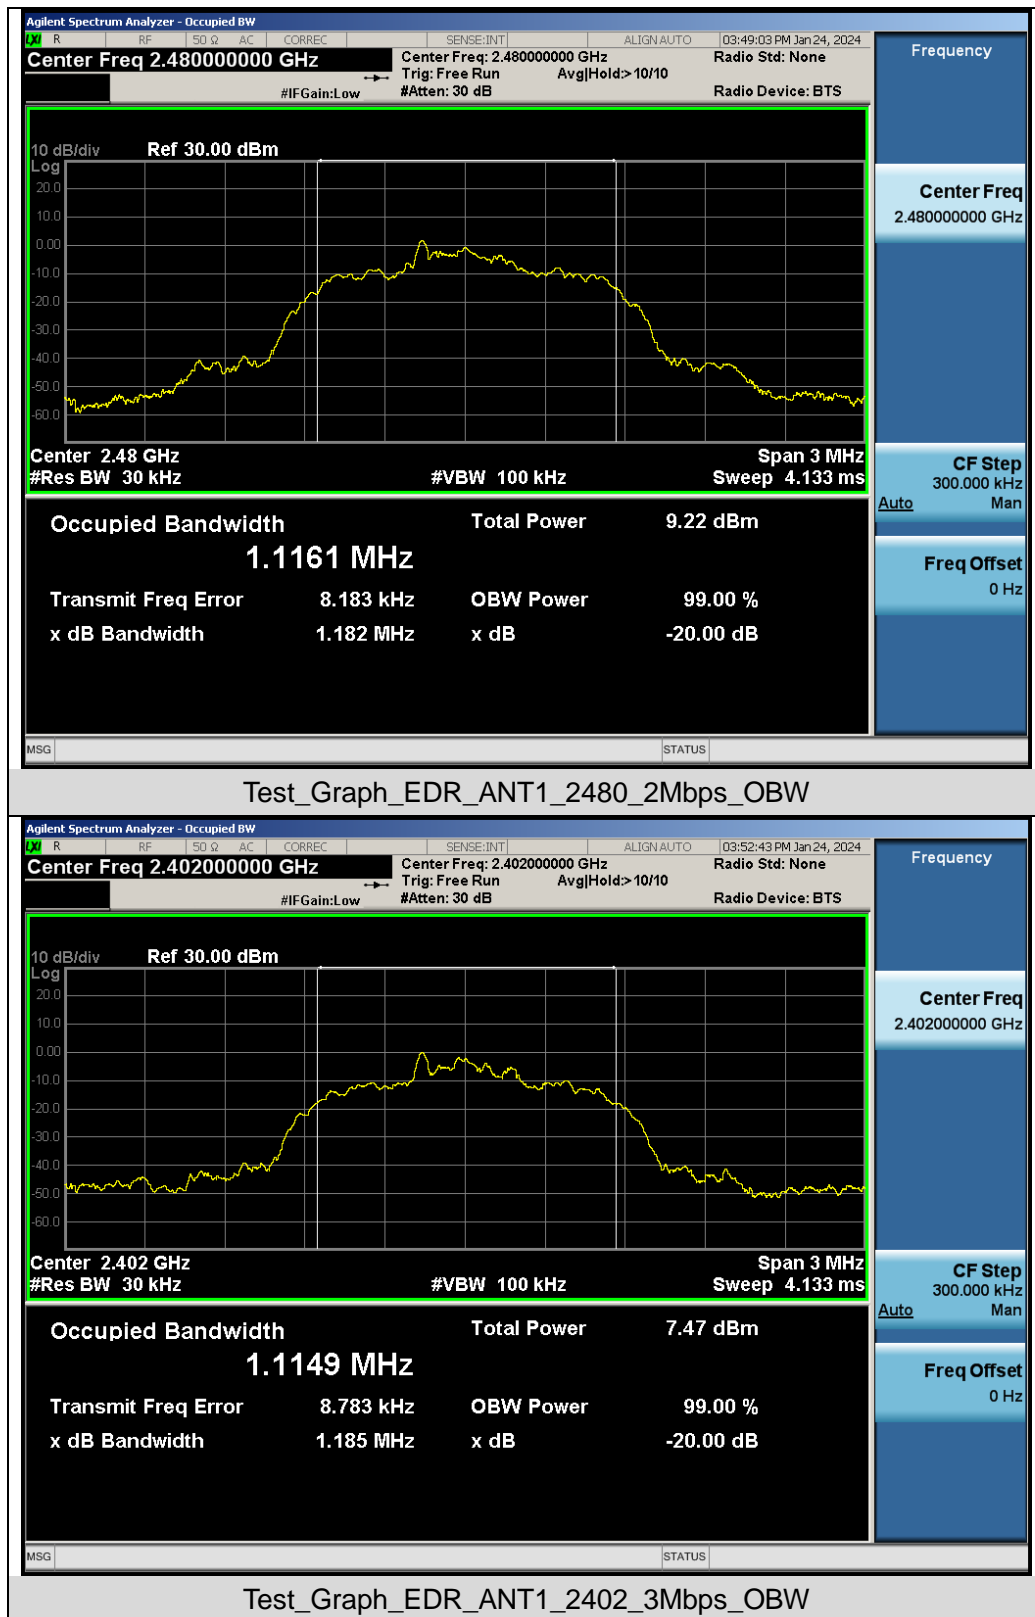 Agilent Spectrum Analyzer - Occupied BW
LXI R RF 50 Ω AC CORREC SENSE:INT ALIGN AUTO 03:49:03 PM Jan 24, 2024
Center Freq 2.480000000 GHz
Center Freq: 2.480000000 GHz Radio Std: None
Trig: Free Run Avg|Hold:>10/10
#IFGain:Low #Atten: 30 dB Radio Device: BTS
Frequency
10 dB/div Ref 30.00 dBm
Log
20.0
10.0
0.00
-10.0
-20.0
-30.0
-40.0
-50.0
-60.0
Center 2.48 GHz Span 3 MHz
#Res BW 30 kHz #VBW 100 kHz Sweep 4.133 ms
Center Freq
2.480000000 GHz
CF Step
300.000 kHz
Auto Man
Freq Offset
0 Hz
Occupied Bandwidth Total Power 9.22 dBm
1.1161 MHz
Transmit Freq Error 8.183 kHz OBW Power 99.00 %
x dB Bandwidth 1.182 MHz x dB -20.00 dB
MSG STATUS
Test_Graph_EDR_ANT1_2480_2Mbps_OBW
Agilent Spectrum Analyzer - Occupied BW
LXI R RF 50 Ω AC CORREC SENSE:INT ALIGN AUTO 03:52:43 PM Jan 24, 2024
Center Freq 2.402000000 GHz
Center Freq: 2.402000000 GHz Radio Std: None
Trig: Free Run Avg|Hold:>10/10
#IFGain:Low #Atten: 30 dB Radio Device: BTS
Frequency
10 dB/div Ref 30.00 dBm
Log
20.0
10.0
0.00
-10.0
-20.0
-30.0
-40.0
-50.0
-60.0
Center 2.402 GHz Span 3 MHz
#Res BW 30 kHz #VBW 100 kHz Sweep 4.133 ms
Center Freq
2.402000000 GHz
CF Step
300.000 kHz
Auto Man
Freq Offset
0 Hz
Occupied Bandwidth Total Power 7.47 dBm
1.1149 MHz
Transmit Freq Error 8.783 kHz OBW Power 99.00 %
x dB Bandwidth 1.185 MHz x dB -20.00 dB
MSG STATUS
Test_Graph_EDR_ANT1_2402_3Mbps_OBW